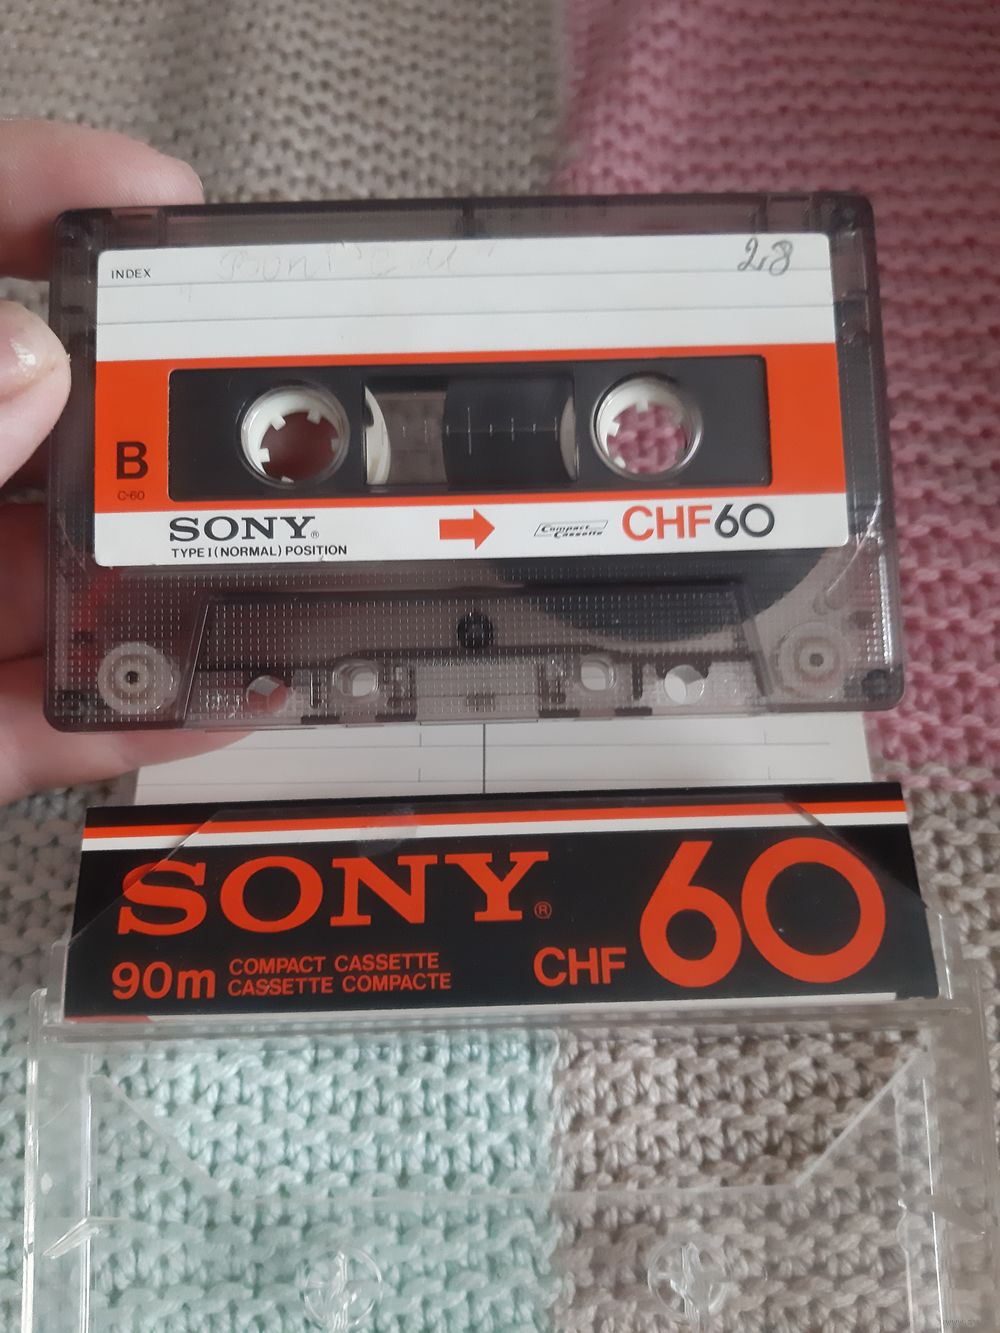 INDEX
28
B
C-60
SONY®
TYPE I (NORMAL) POSITION
Compact Cassette
CHF60
SONY®
90m
COMPACT CASSETTE
CASSETTE COMPACTE
CHF 60